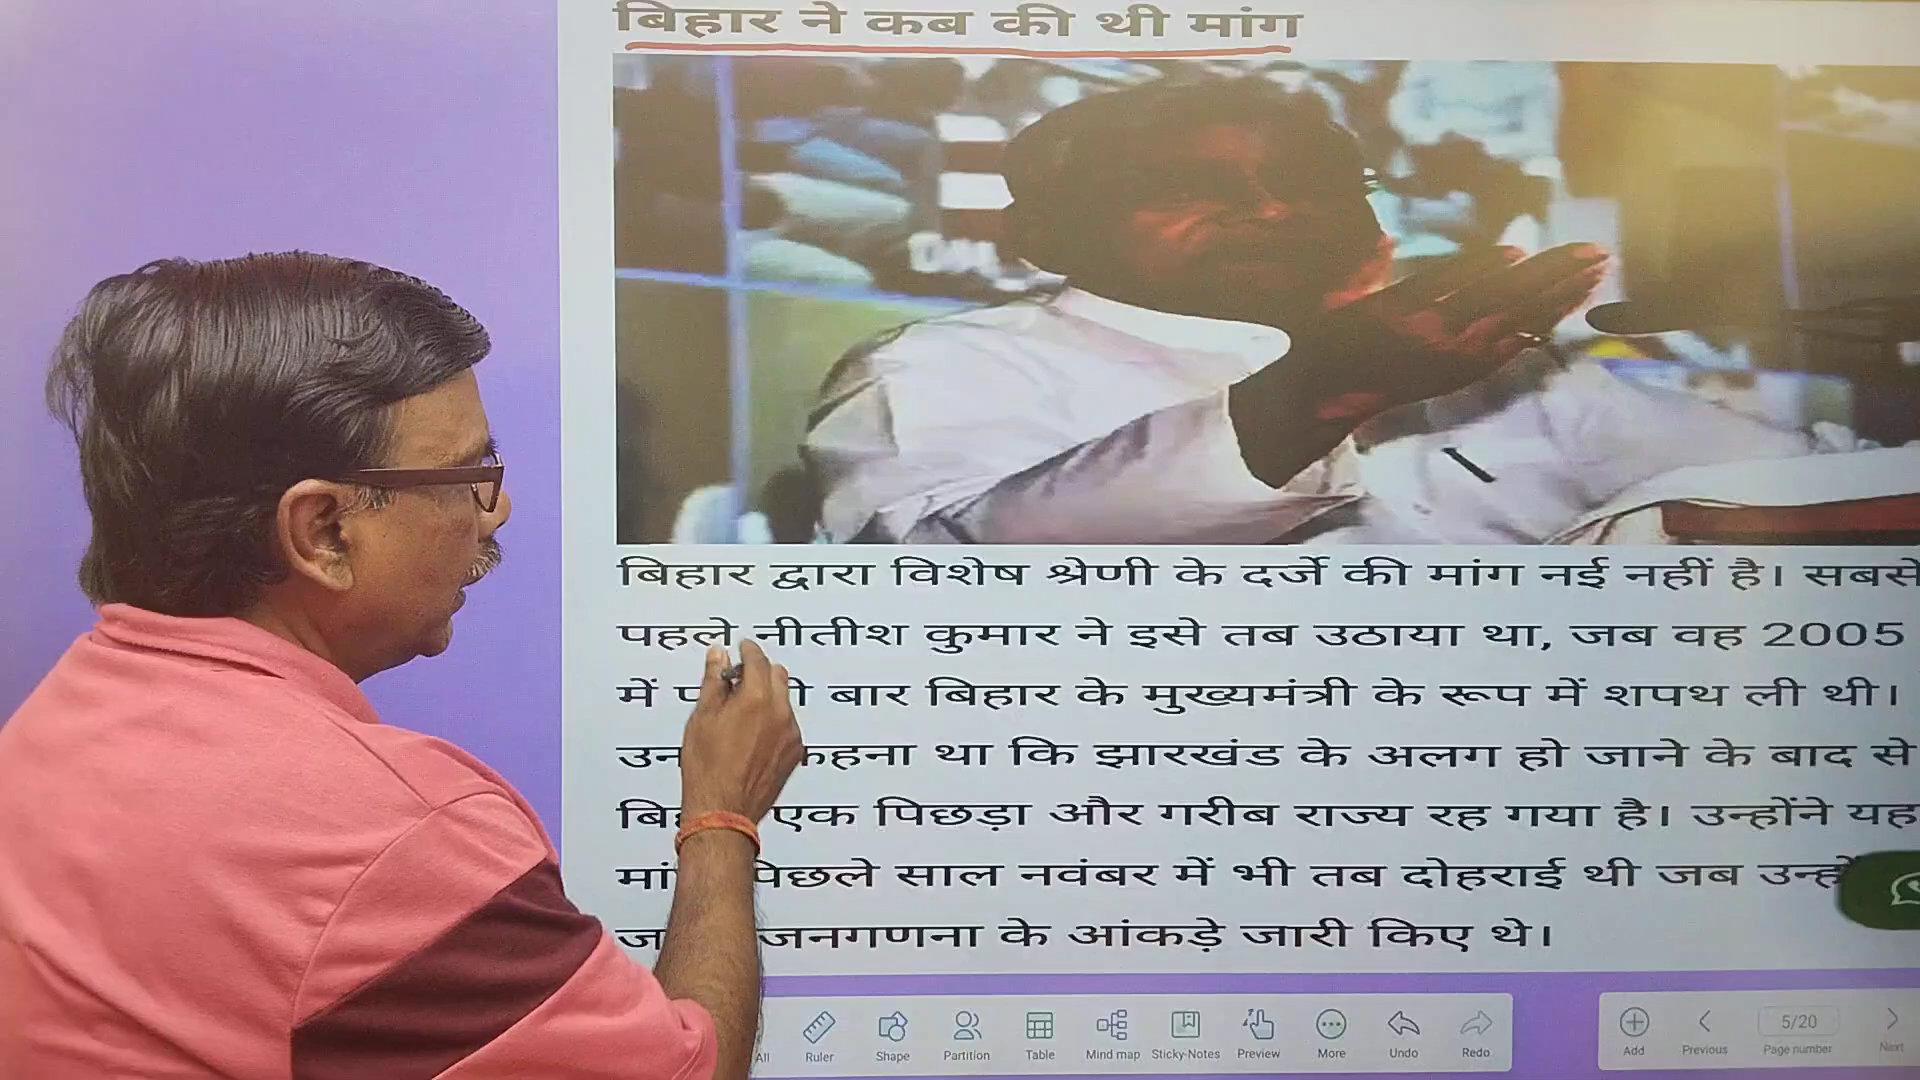 बिहार ने कब की थी मांग
बिहार द्वारा विशेष श्रेणी के दर्जे की मांग नई नहीं है। सबसे
पहले नीतीश कुमार ने इसे तब उठाया था, जब वह 2005
में बार बिहार के मुख्यमंत्री के रूप में शपथ ली थी।
कहना था कि झारखंड के अलग हो जाने के बाद से
एक पिछड़ा और गरीब राज्य रह गया है। उन्होंने यह
पिछले साल नवंबर में भी तब दोहराई थी जब
जनगणना के आंकड़े जारी किए थे।
All Ruler Shape Partition Table Mind map Sticky-Notes Preview More Undo Redo
Add Previous 5/20 Page number Next